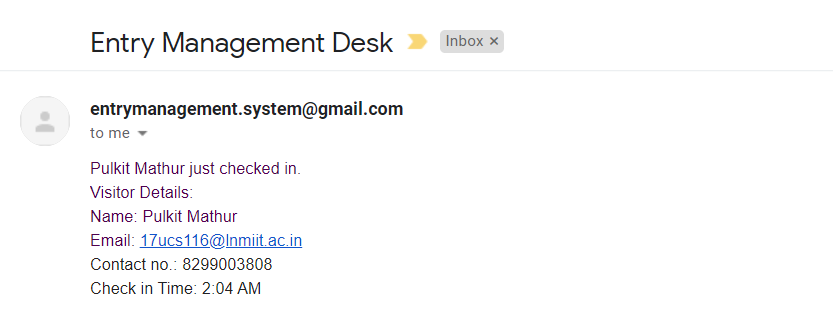 Entry Management Desk Inbox ×
entrymanagement.system@gmail.com
to me
Pulkit Mathur just checked in.
Visitor Details:
Name: Pulkit Mathur
Email: 17ucs116@lnmiit.ac.in
Contact no.: 8299003808
Check in Time: 2:04 AM